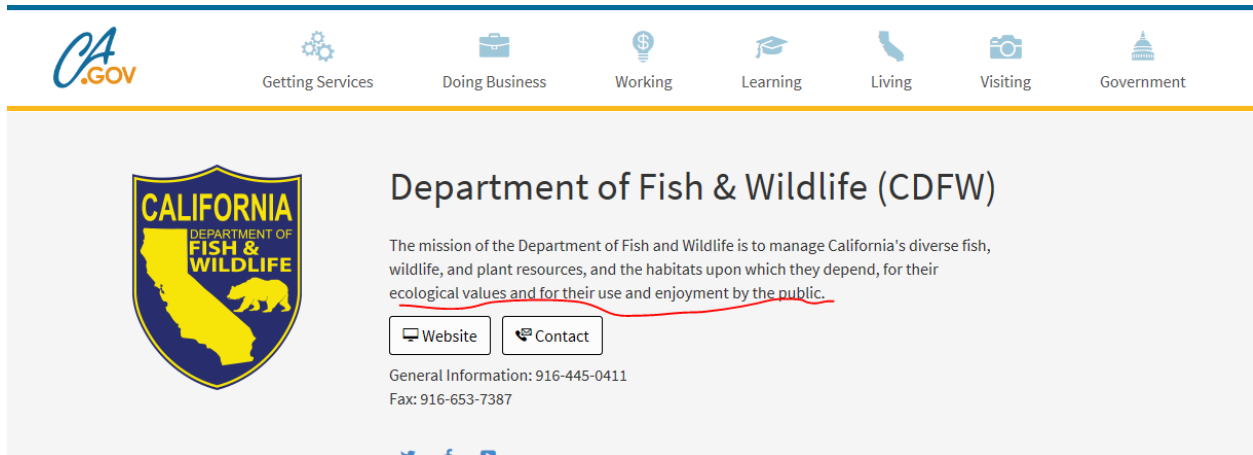 CA
.GOV
Getting Services
Doing Business
Working
Learning
Living
Visiting
Government
CALIFORNIA
DEPARTMENT OF
FISH &
WILDLIFE
Department of Fish & Wildlife (CDFW)
The mission of the Department of Fish and Wildlife is to manage California's diverse fish,
wildlife, and plant resources, and the habitats upon which they depend, for their
ecological values and for their use and enjoyment by the public.
Website
Contact
General Information: 916-445-0411
Fax: 916-653-7387